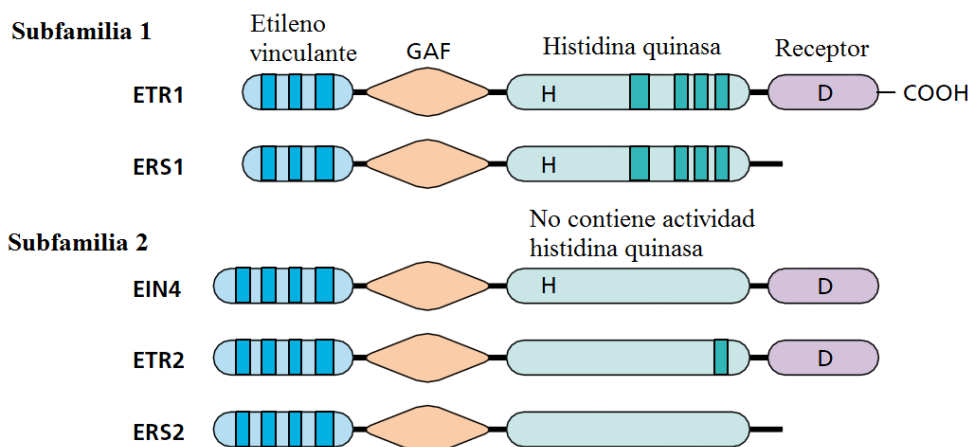 Subfamilia 1
Etileno
vinculante
GAF
Histidina quinasa
Receptor
ETR1
H
D
COOH
ERS1
H
Subfamilia 2
No contiene actividad
histidina quinasa
EIN4
H
D
ETR2
D
ERS2